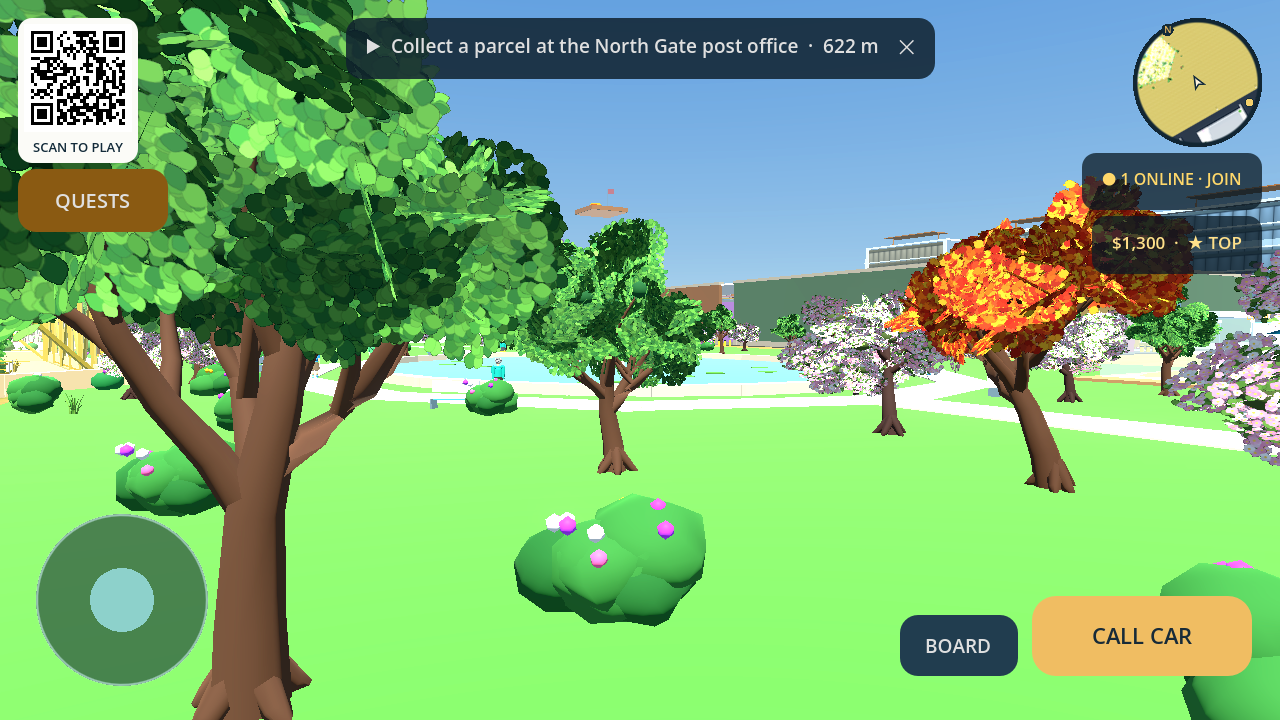 ▶ Collect a parcel at the North Gate post office · 622 m ×
N
SCAN TO PLAY
QUESTS
1 ONLINE · JOIN
$1,300 · ★ TOP
BOARD
CALL CAR